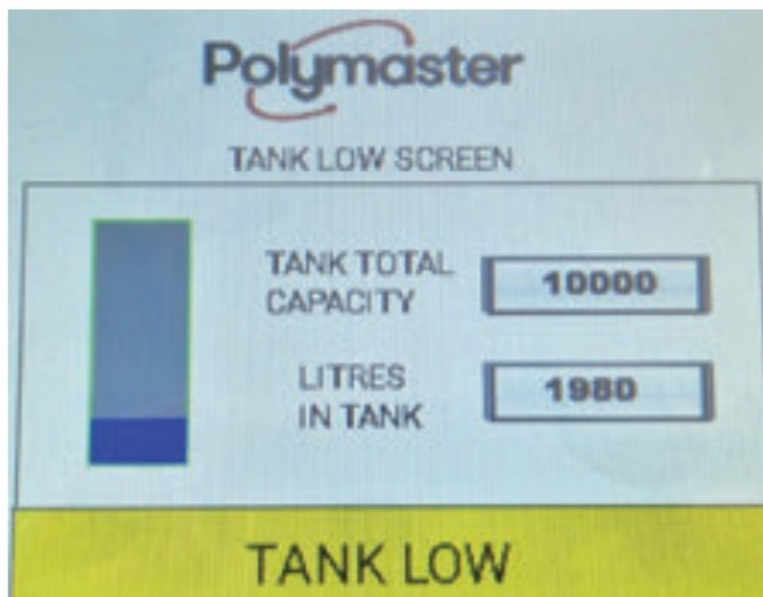 Polymaster
TANK LOW SCREEN
TANK TOTAL
CAPACITY
10000
LITRES
IN TANK
1980
TANK LOW